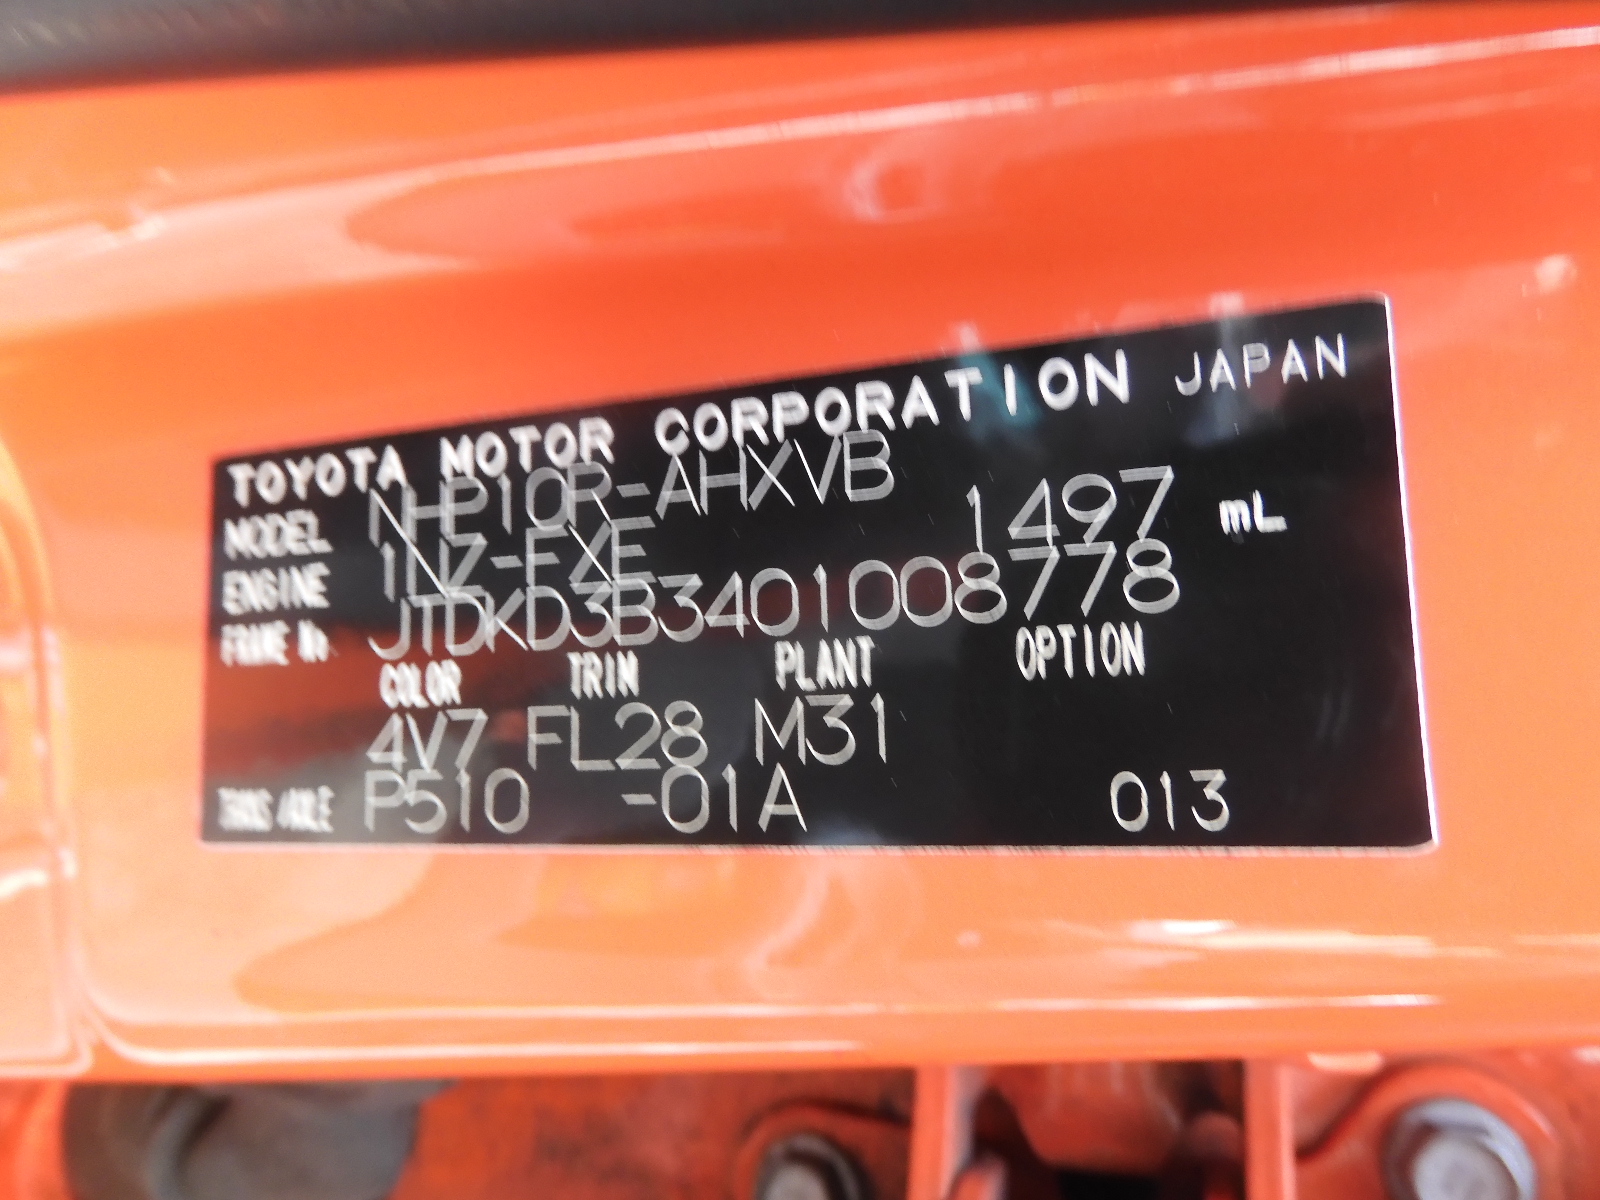 TOYOTA MOTOR CORPORATION JAPAN
MODEL NHP10R-AHXVB
ENGINE 1NZ-FXE 1497 mL
FRAME No JTDKD3B3401008778
COLOR TRIM PLANT OPTION
4V7 FL28 M31
TRANS/AXLE P510 -01A 013